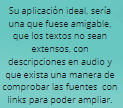 Su aplicación ideal, sería
una que fuese amigable,
que los textos no sean
extensos, con
descripciones en audio y
que exista una manera de
comprobar las fuentes con
links para poder ampliar.